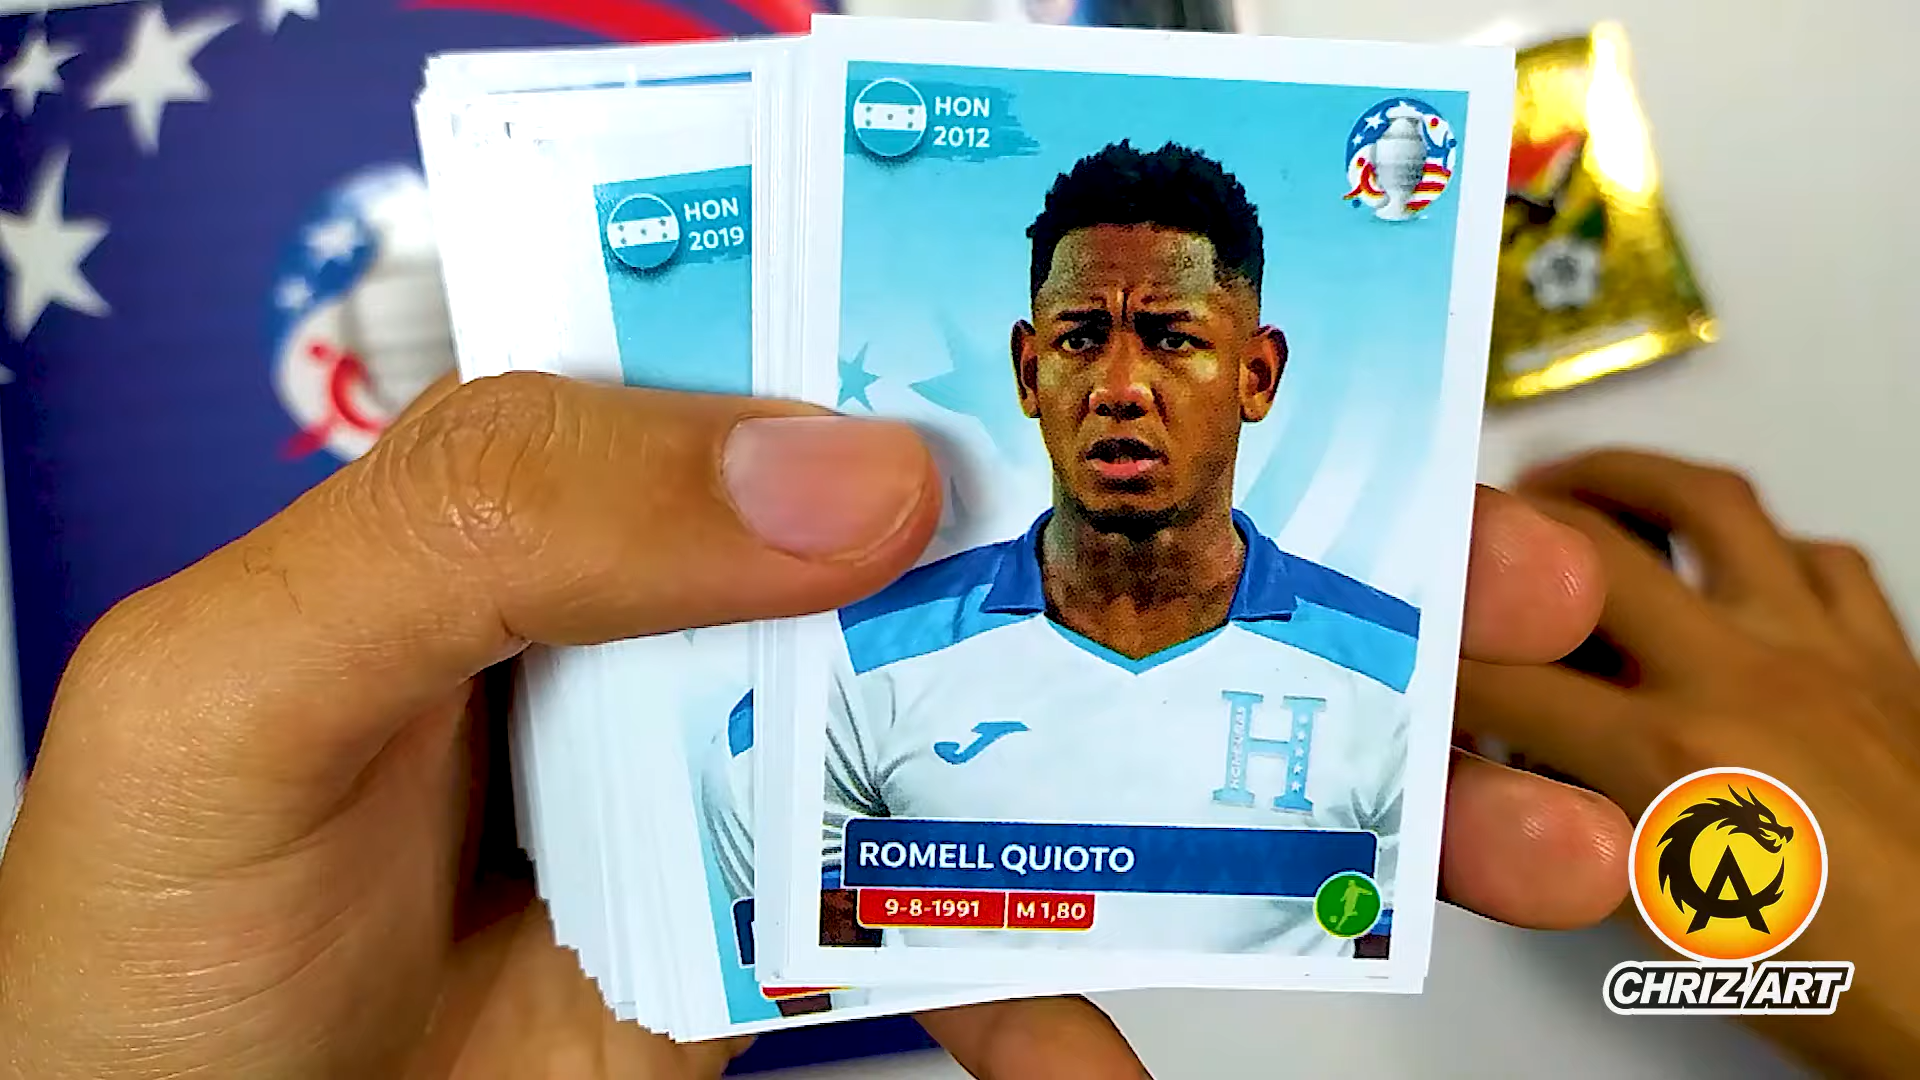 HON
2012
HON
2019
HONDURAS
ROMELL QUIOTO
9-8-1991
M 1,80
CHRIZ ART